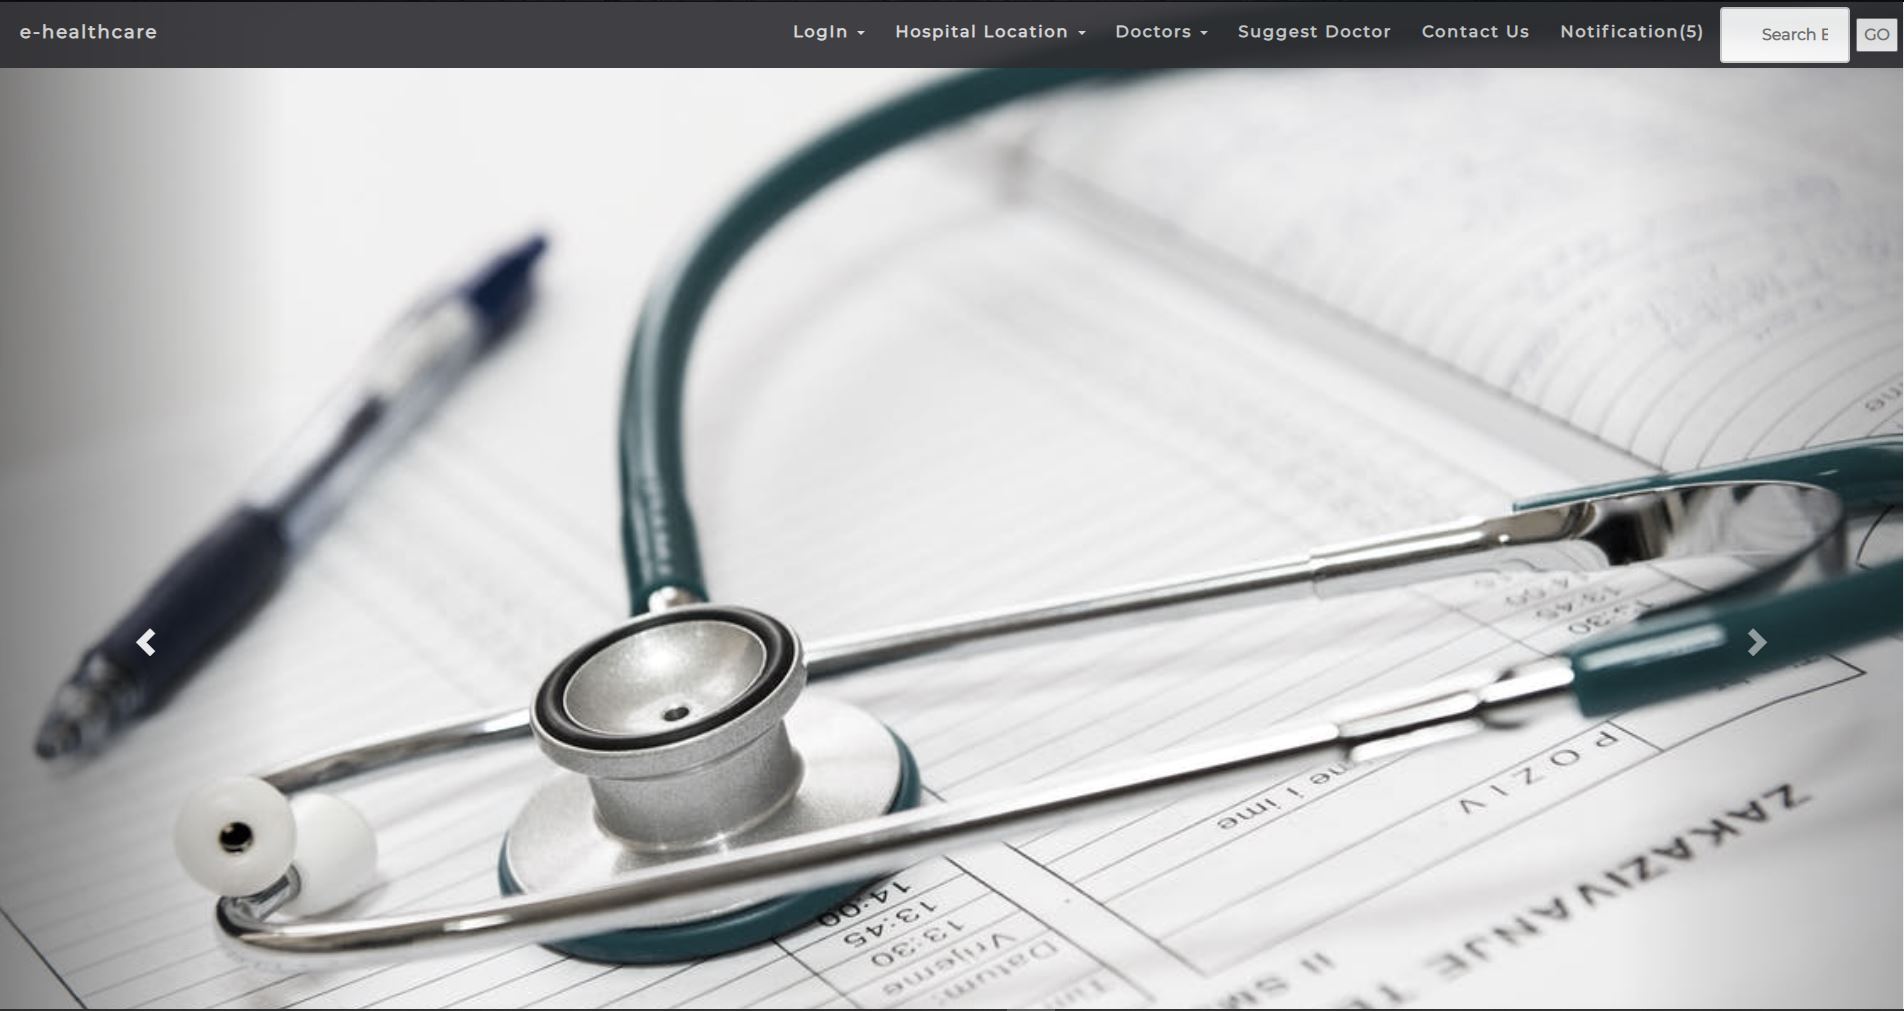 e-healthcare
LogIn
Hospital Location
Doctors
Suggest Doctor
Contact Us
Notification(5)
Search E
GO
14:00
13:45
13:30
POZIV
ne i ime
ZAKAZIVANJE
14:00
13:45
13:30
Vrijeme
Datum: